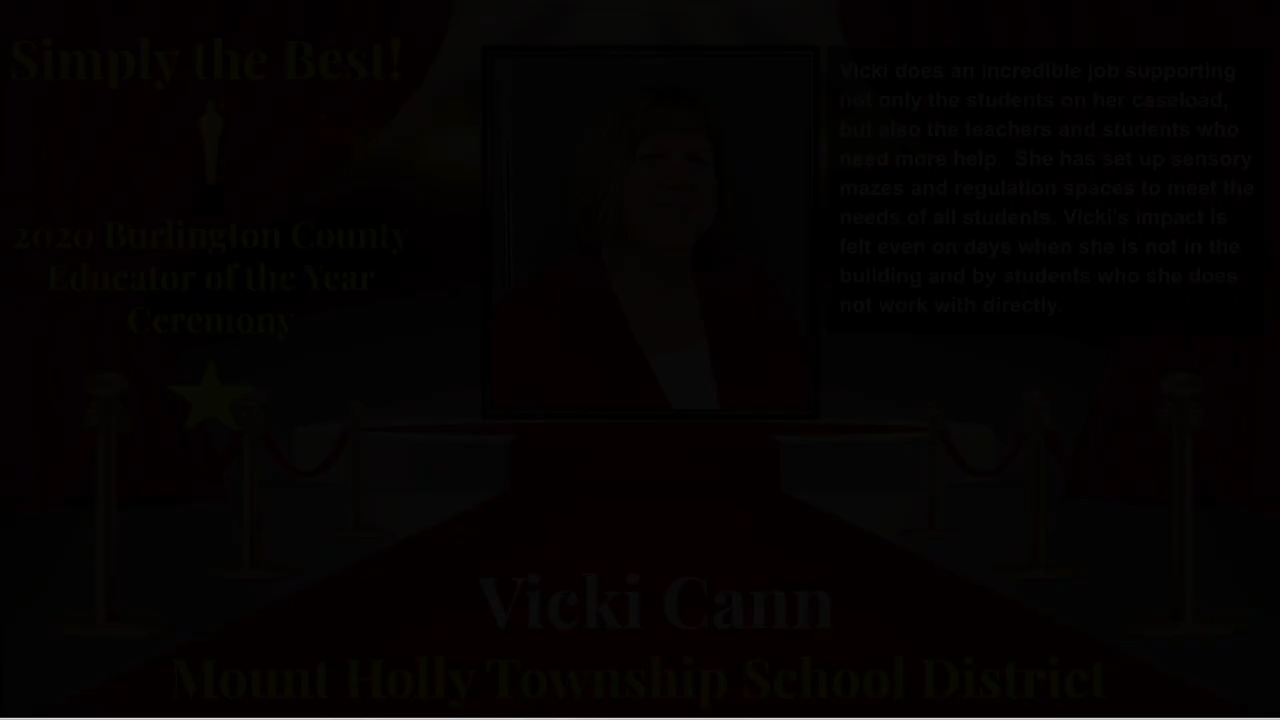 Simply the Best!
2020 Burlington County
Educator of the Year
Ceremony
Vicki does an incredible job supporting
not only the students on her caseload,
but also the teachers and students who
need more help.  She has set up sensory
mazes and regulation spaces to meet the
needs of all students. Vicki's impact is
felt even on days when she is not in the
building and by students who she does
not work with directly.
Vicki Cann
Mount Holly Township School District